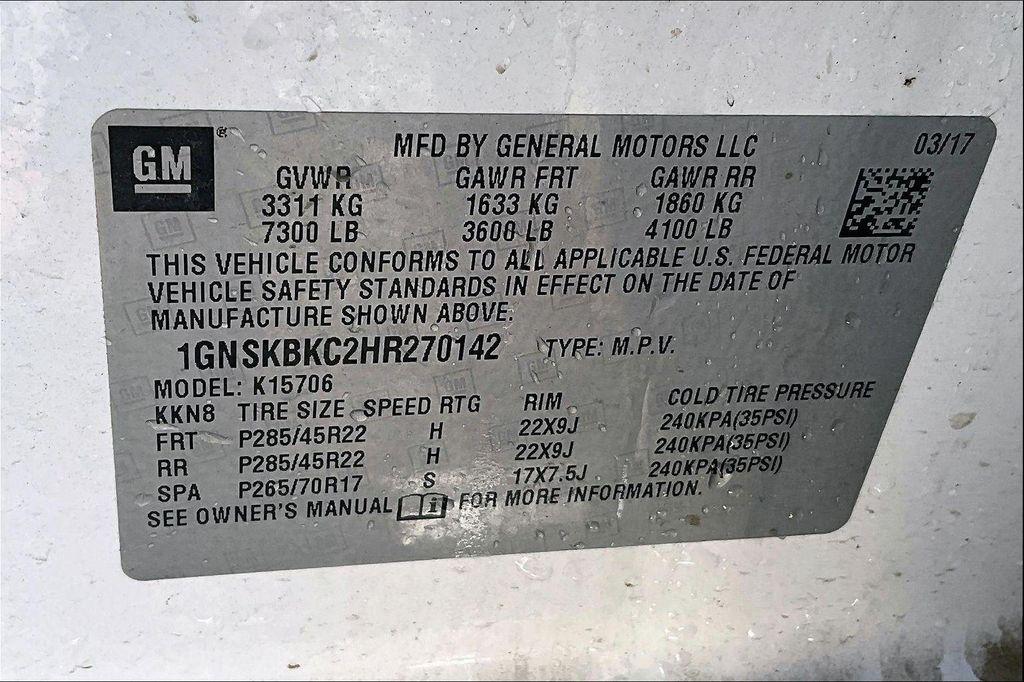 GM®
MFD BY GENERAL MOTORS LLC 03/17
GVWR GAWR FRT GAWR RR
3311 KG 1633 KG 1860 KG
7300 LB 3600 LB 4100 LB
THIS VEHICLE CONFORMS TO ALL APPLICABLE U.S. FEDERAL MOTOR
VEHICLE SAFETY STANDARDS IN EFFECT ON THE DATE OF
MANUFACTURE SHOWN ABOVE.
1GNSKBKC2HR270142 TYPE: M.P.V.
MODEL: K15706
KKN8 TIRE SIZE SPEED RTG RIM COLD TIRE PRESSURE
FRT P285/45R22 H 22X9J 240KPA(35PSI)
RR P285/45R22 H 22X9J 240KPA(35PSI)
SPA P265/70R17 S 17X7.5J 240KPA(35PSI)
SEE OWNER'S MANUAL FOR MORE INFORMATION.